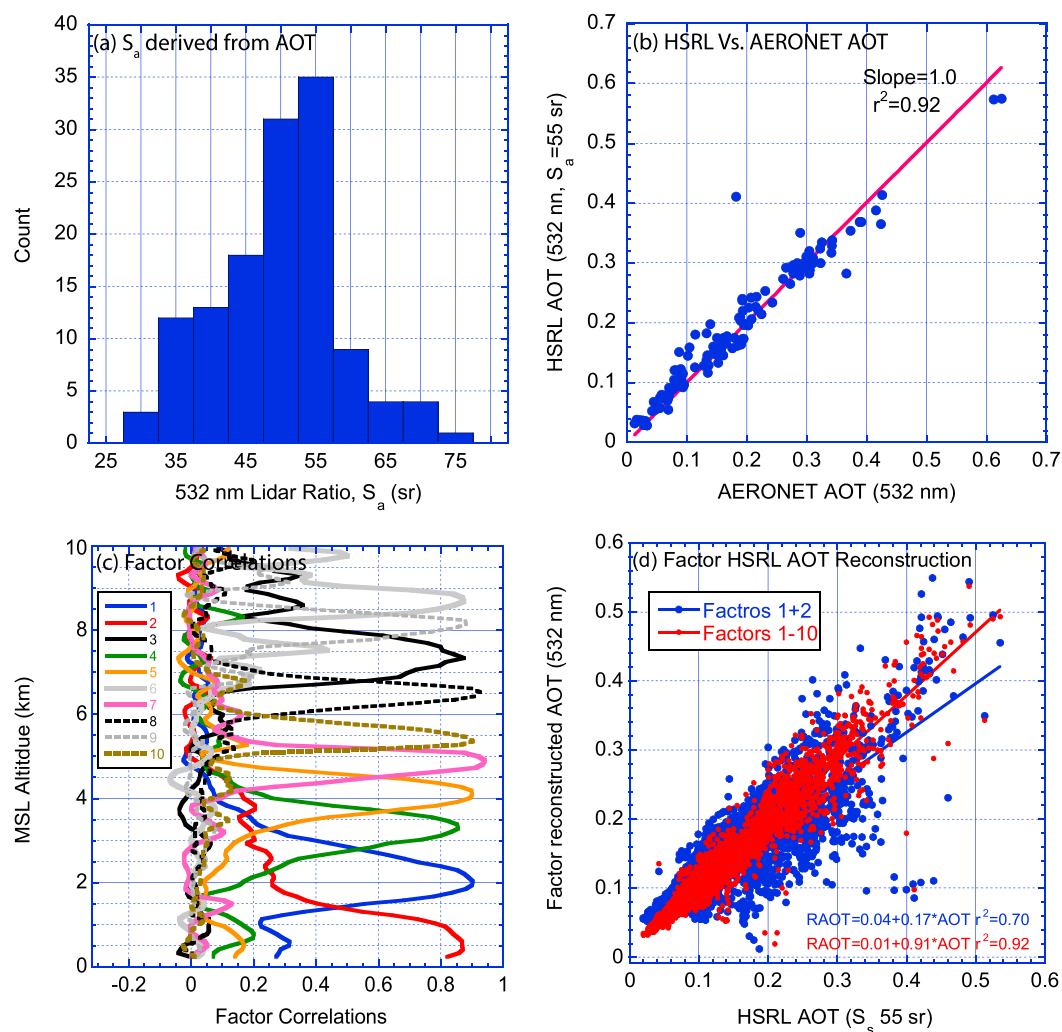 (a) Sa derived from AOT
40
35
30
25
20
15
10
5
0
Count
25 35 45 55 65 75
532 nm Lidar Ratio, Sa (sr)
(b) HSRL Vs. AERONET AOT
Slope=1.0
r2=0.92
0.7
0.6
0.5
0.4
0.3
0.2
0.1
0
HSRL AOT (532 nn, Sa=55 sr)
0 0.1 0.2 0.3 0.4 0.5 0.6 0.7
AERONET AOT (532 nm)
(c) Factor Correlations
10
8
6
4
2
0
MSL Altitdue (km)
1
2
3
4
5
6
7
8
9
10
-0.2 0 0.2 0.4 0.6 0.8 1
Factor Correlations
(d) Factor HSRL AOT Reconstruction
Factros 1+2
Factors 1-10
0.6
0.5
0.4
0.3
0.2
0.1
0
Factor reconstructed AOT (532 nm)
RAOT=0.04+0.17*AOT r2=0.70
RAOT=0.01+0.91*AOT r2=0.92
0 0.1 0.2 0.3 0.4 0.5 0.6
HSRL AOT (Ss 55 sr)